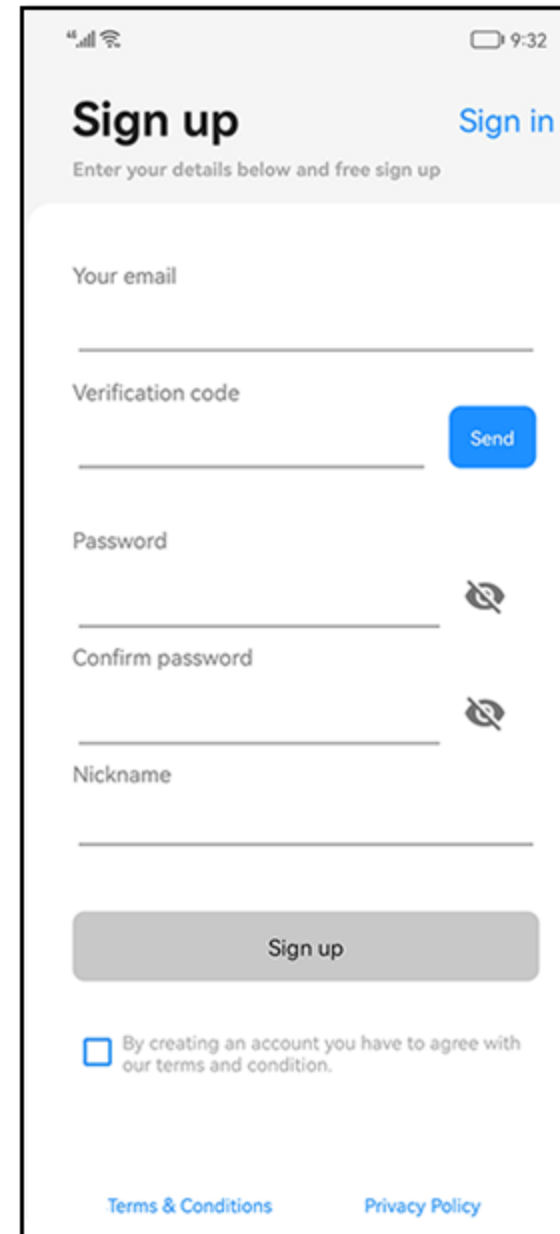 9:32
Sign up
Sign in
Enter your details below and free sign up
Your email
Verification code
Send
Password
Confirm password
Nickname
Sign up
By creating an account you have to agree with
our terms and condition.
Terms & Conditions
Privacy Policy